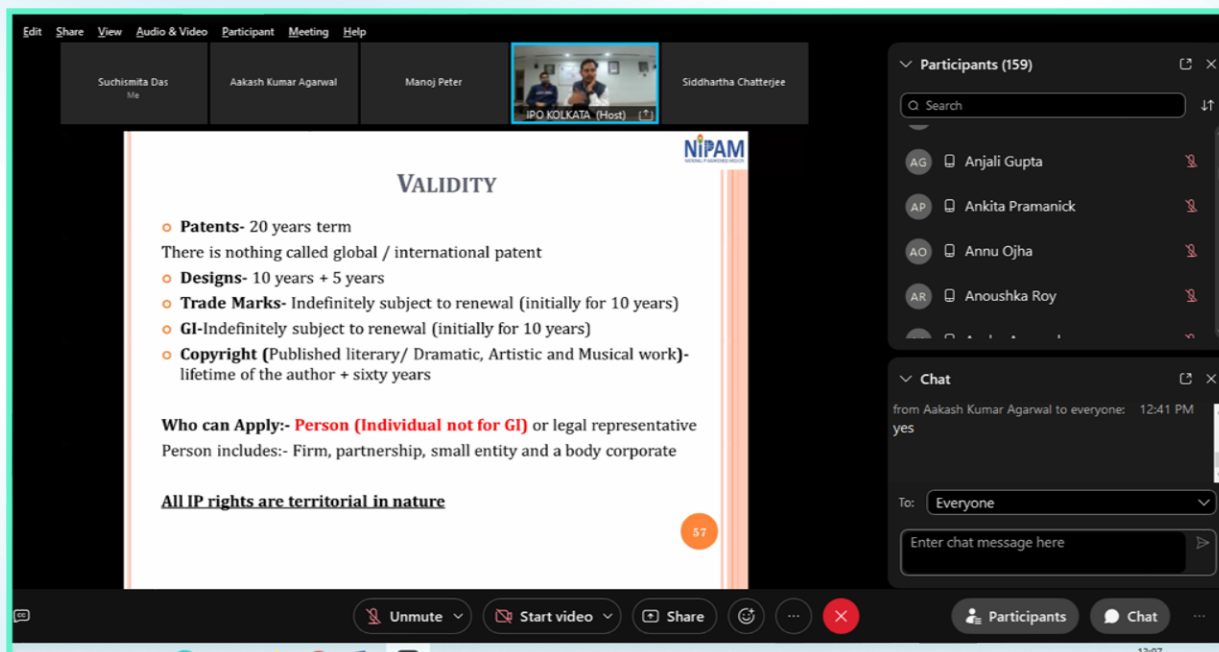 Edit Share View Audio & Video Participant Meeting Help
Suchismita Das
Me
Aakash Kumar Agarwal
Manoj Peter
IPO KOLKATA (Host)
Siddhartha Chatterjee
NIPAM
VALIDITY
Patents- 20 years term
There is nothing called global / international patent
Designs- 10 years + 5 years
Trade Marks- Indefinitely subject to renewal (initially for 10 years)
GI-Indefinitely subject to renewal (initially for 10 years)
Copyright (Published literary/ Dramatic, Artistic and Musical work)-
lifetime of the author + sixty years
Who can Apply:- Person (Individual not for GI) or legal representative
Person includes:- Firm, partnership, small entity and a body corporate
All IP rights are territorial in nature
57
Participants (159)
Search
AG Anjali Gupta
AP Ankita Pramanick
AO Annu Ojha
AR Anoushka Roy
Chat
from Aakash Kumar Agarwal to everyone: 12:41 PM
yes
To: Everyone
Enter chat message here
CC Unmute Start video Share Participants Chat